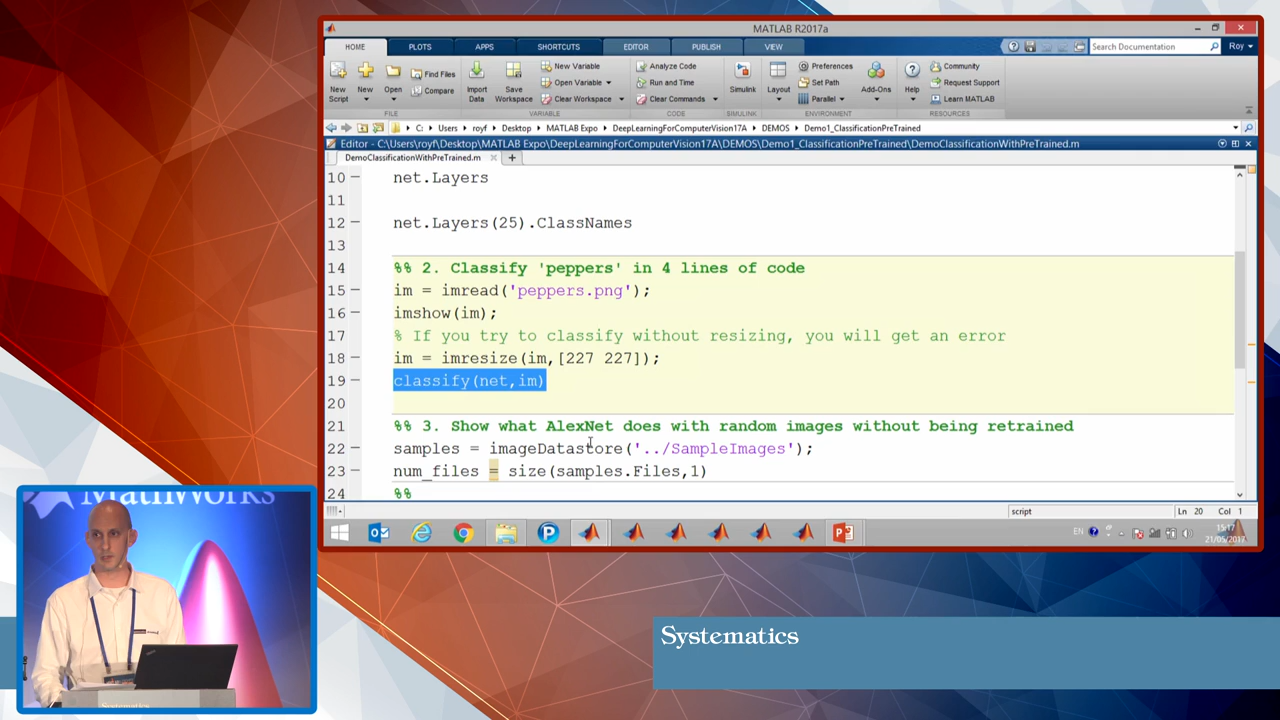 MATLAB R2017a
HOME PLOTS APPS SHORTCUTS EDITOR PUBLISH VIEW Search Documentation Roy
New Script New Open Find Files Compare Import Data Save Workspace New Variable Open Variable Clear Workspace Analyze Code Run and Time Clear Commands Simulink Layout Preferences Set Path Parallel Add-Ons Help Community Request Support Learn MATLAB
FILE VARIABLE CODE SIMULINK ENVIRONMENT RESOURCES
C: Users royf Desktop MATLAB Expo DeepLearningForComputerVision17A DEMOS Demo1_ClassificationPreTrained
Editor - C:\Users\royf\Desktop\MATLAB Expo\DeepLearningForComputerVision17A\DEMOS\Demo1_ClassificationPreTrained\DemoClassificationWithPreTrained.m
DemoClassificationWithPreTrained.m
10 net.Layers
11
12 net.Layers(25).ClassNames
13
14 %% 2. Classify 'peppers' in 4 lines of code
15 im = imread('peppers.png');
16 imshow(im);
17 % If you try to classify without resizing, you will get an error
18 im = imresize(im,[227 227]);
19 classify(net,im)
20
21 %% 3. Show what AlexNet does with random images without being retrained
22 samples = imageDatastore('../SampleImages');
23 num_files = size(samples.Files,1)
24 %%
script Ln 20 Col 1
EN 15:17
21/05/2017
MathWorks
Systematics
Systematics